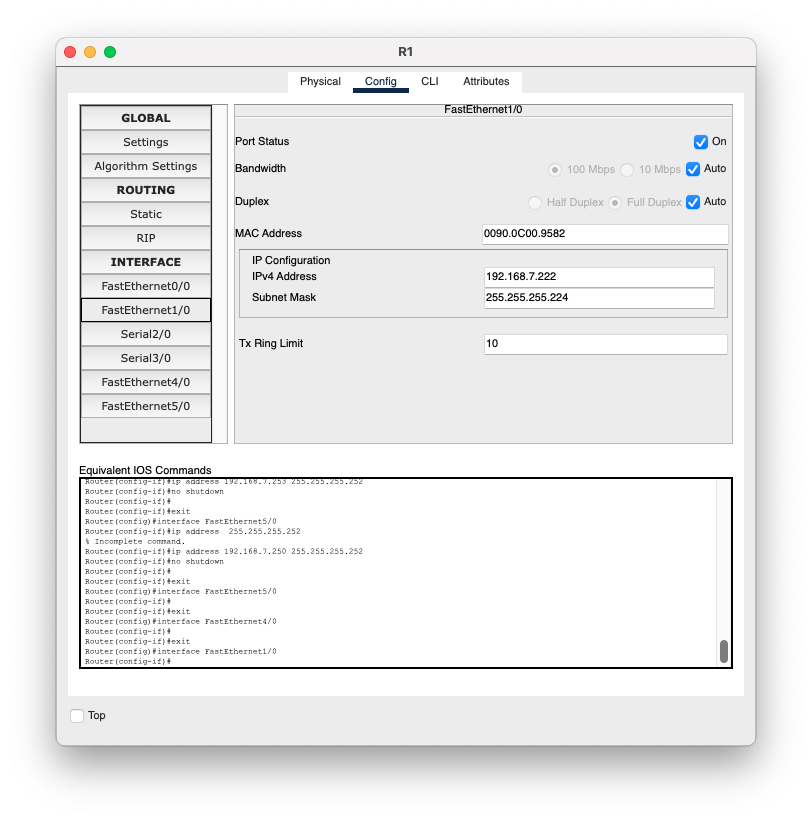 R1
Physical Config CLI Attributes
GLOBAL
Settings
Algorithm Settings
ROUTING
Static
RIP
INTERFACE
FastEthernet0/0
FastEthernet1/0
Serial2/0
Serial3/0
FastEthernet4/0
FastEthernet5/0
FastEthernet1/0
Port Status On
Bandwidth 100 Mbps 10 Mbps Auto
Duplex Half Duplex Full Duplex Auto
MAC Address 0090.0C00.9582
IP Configuration
IPv4 Address 192.168.7.222
Subnet Mask 255.255.255.224
Tx Ring Limit 10
Equivalent IOS Commands
Router(config-if)#ip address 192.168.7.253 255.255.255.252
Router(config-if)#no shutdown
Router(config-if)#
Router(config-if)#exit
Router(config)#interface FastEthernet5/0
Router(config-if)#ip address  255.255.255.252
% Incomplete command.
Router(config-if)#ip address 192.168.7.250 255.255.255.252
Router(config-if)#no shutdown
Router(config-if)#
Router(config-if)#exit
Router(config)#interface FastEthernet5/0
Router(config-if)#
Router(config-if)#exit
Router(config)#interface FastEthernet4/0
Router(config-if)#
Router(config-if)#exit
Router(config)#interface FastEthernet1/0
Router(config-if)#
Top